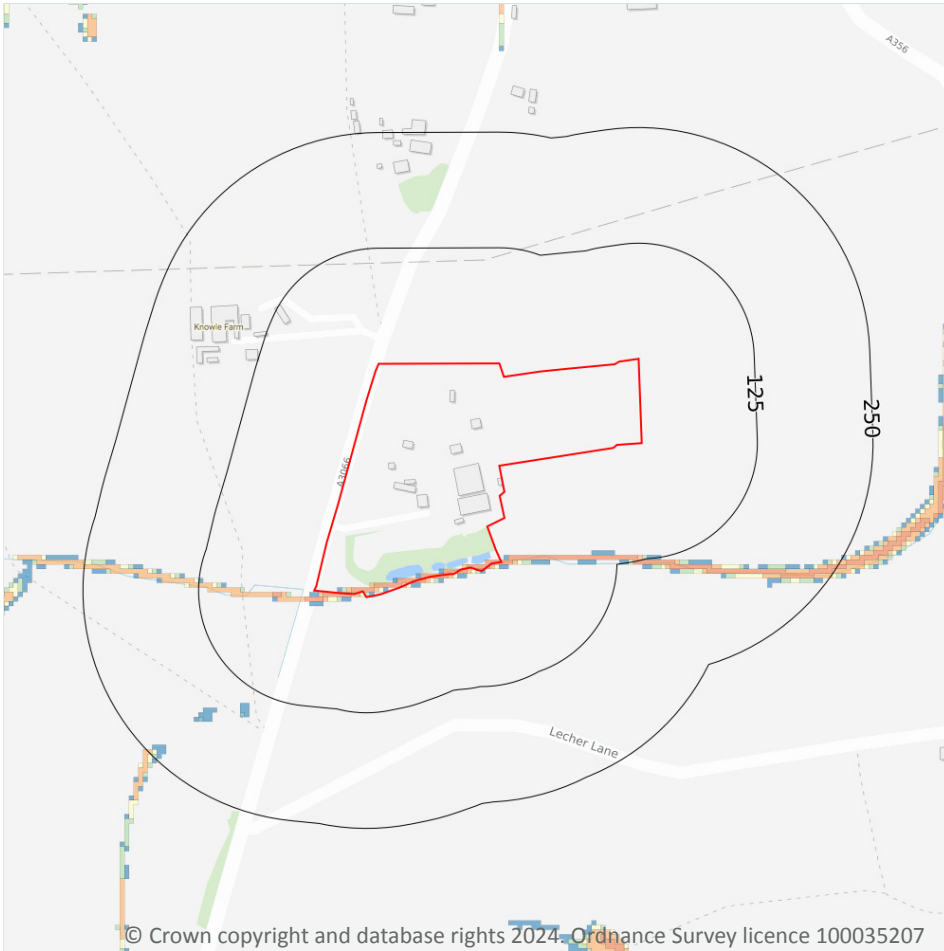 A356
Knowle Farm
125
250
A3066
Lecher Lane
© Crown copyright and database rights 2024. Ordnance Survey licence 100035207